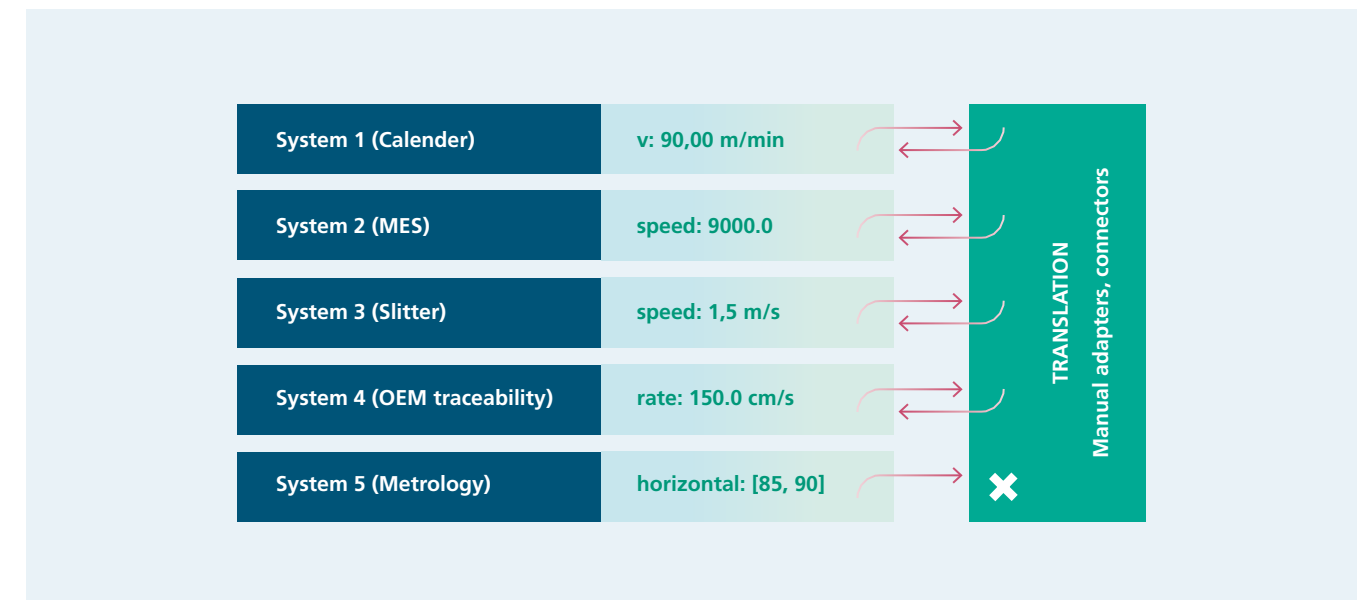 System 1 (Calender)
v: 90,00 m/min
System 2 (MES)
speed: 9000.0
System 3 (Slitter)
speed: 1,5 m/s
System 4 (OEM traceability)
rate: 150.0 cm/s
System 5 (Metrology)
horizontal: [85, 90]
TRANSLATION
Manual adapters, connectors